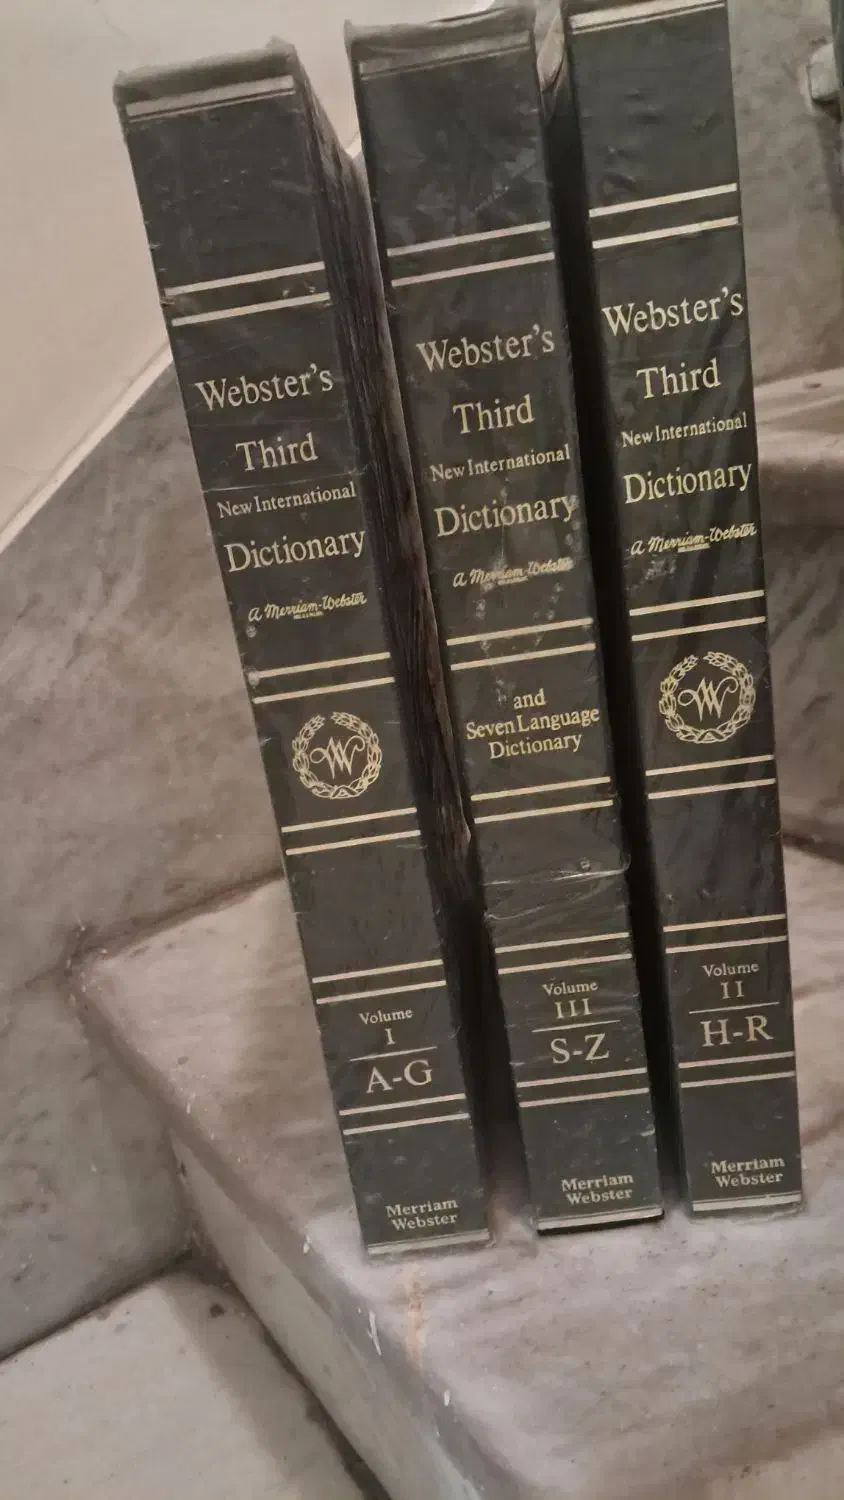 Webster's
Third
New International
Dictionary
a Merriam-Webster
W
Volume
I
A-G
Merriam
Webster
Webster's
Third
New International
Dictionary
a Merriam-Webster
and
Seven Language
Dictionary
Volume
III
S-Z
Merriam
Webster
Webster's
Third
New International
Dictionary
a Merriam-Webster
W
Volume
II
H-R
Merriam
Webster